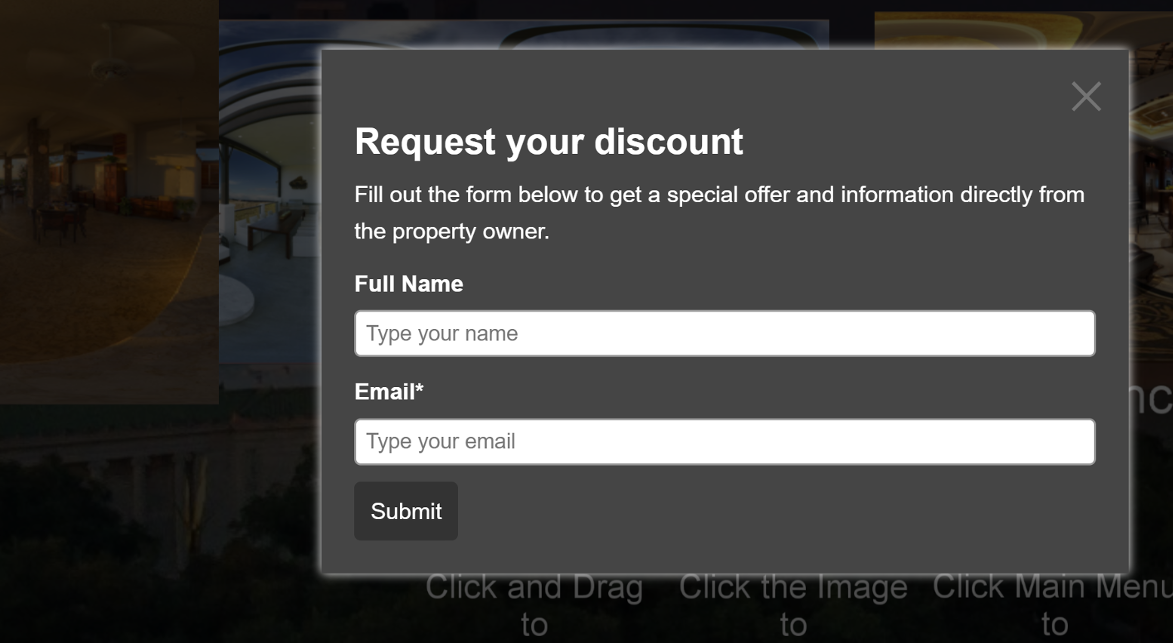 Request your discount
Fill out the form below to get a special offer and information directly from
the property owner.
Full Name
Type your name
Email*
Type your email
Submit
Click and Drag
to
Click the Image
to
Click Main Menu
to